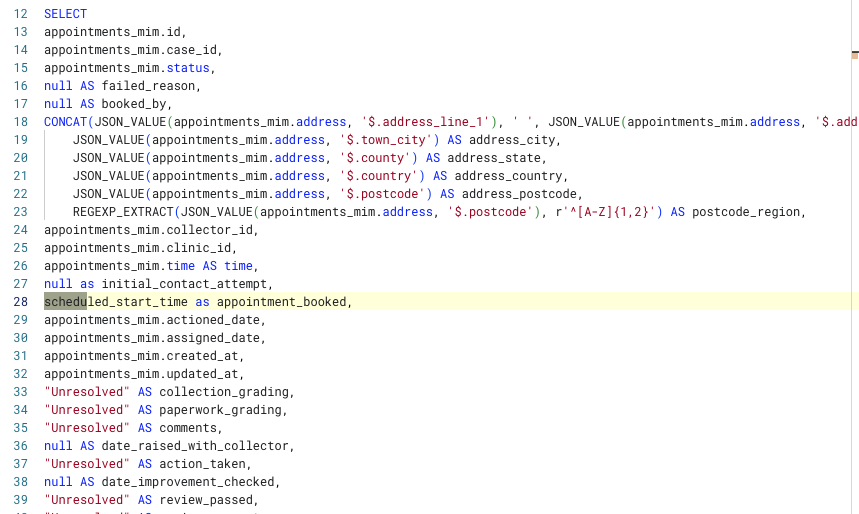 12 SELECT
13 appointments_mim.id,
14 appointments_mim.case_id,
15 appointments_mim.status,
16 null AS failed_reason,
17 null AS booked_by,
18 CONCAT(JSON_VALUE(appointments_mim.address, '$.address_line_1'), ' ', JSON_VALUE(appointments_mim.address, '$.add
19 JSON_VALUE(appointments_mim.address, '$.town_city') AS address_city,
20 JSON_VALUE(appointments_mim.address, '$.county') AS address_state,
21 JSON_VALUE(appointments_mim.address, '$.country') AS address_country,
22 JSON_VALUE(appointments_mim.address, '$.postcode') AS address_postcode,
23 REGEXP_EXTRACT(JSON_VALUE(appointments_mim.address, '$.postcode'), r'^[A-Z]{1,2}') AS postcode_region,
24 appointments_mim.collector_id,
25 appointments_mim.clinic_id,
26 appointments_mim.time AS time,
27 null as initial_contact_attempt,
28 scheduled_start_time as appointment_booked,
29 appointments_mim.actioned_date,
30 appointments_mim.assigned_date,
31 appointments_mim.created_at,
32 appointments_mim.updated_at,
33 "Unresolved" AS collection_grading,
34 "Unresolved" AS paperwork_grading,
35 "Unresolved" AS comments,
36 null AS date_raised_with_collector,
37 "Unresolved" AS action_taken,
38 null AS date_improvement_checked,
39 "Unresolved" AS review_passed,